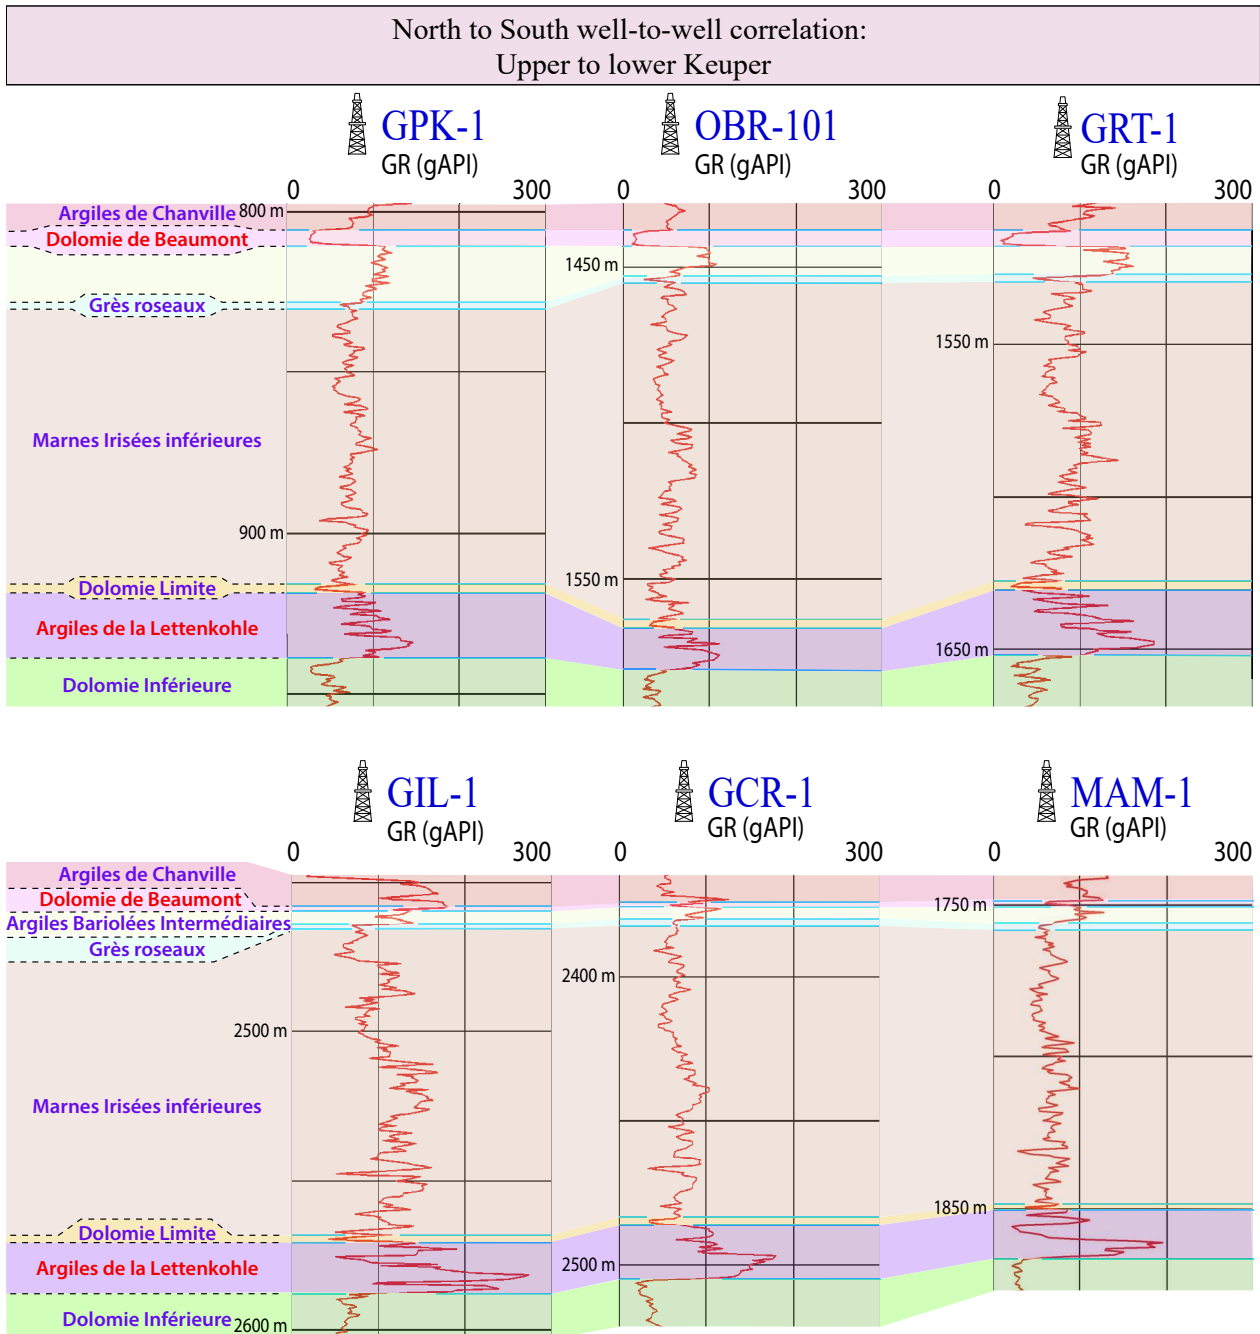 North to South well-to-well correlation:
Upper to lower Keuper
GPK-1
OBR-101
GRT-1
GR (gAPI)
GR (gAPI)
GR (gAPI)
0
300
0
300
0
300
Argiles de Chanville
800 m
Dolomie de Beaumont
1450 m
Grès roseaux
1550 m
Marnes Irisées inférieures
900 m
1550 m
Dolomie Limite
Argiles de la Lettenkohle
1650 m
Dolomie Inférieure
GIL-1
GCR-1
MAM-1
GR (gAPI)
GR (gAPI)
GR (gAPI)
0
300
0
300
0
300
Argiles de Chanville
Dolomie de Beaumont
1750 m
Argiles Bariolées Intermédiaires
Grès roseaux
2400 m
2500 m
Marnes Irisées inférieures
1850 m
Dolomie Limite
Argiles de la Lettenkohle
2500 m
Dolomie Inférieure
2600 m